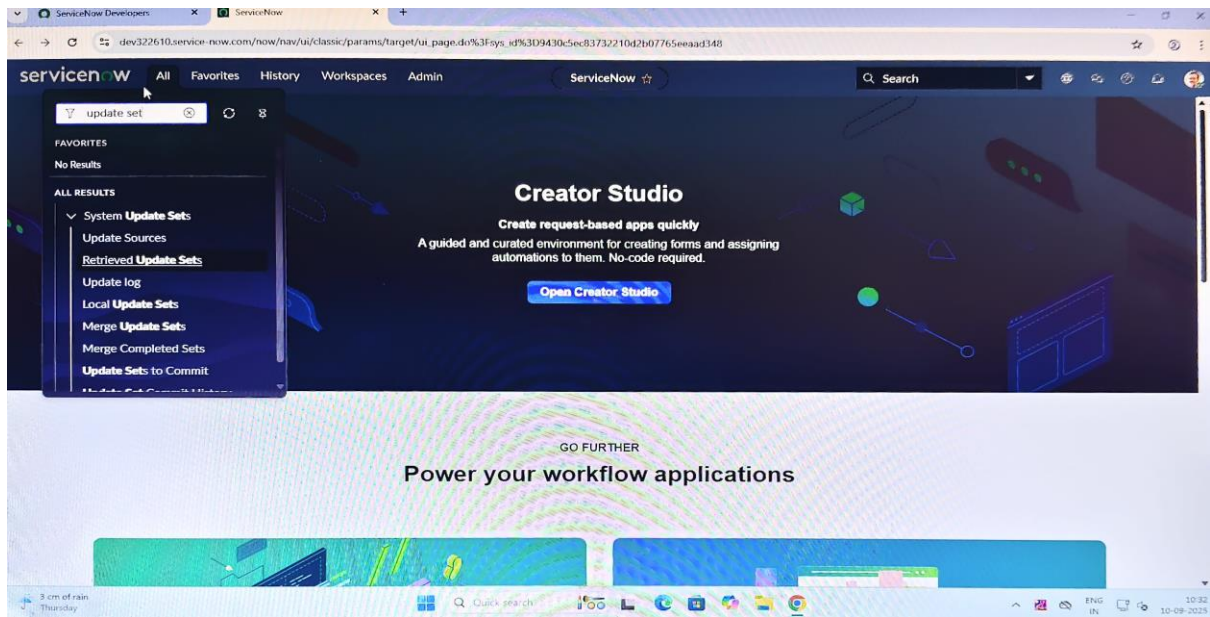 ServiceNow Developers
ServiceNow
dev322610.service-now.com/now/nav/ui/classic/params/target/ui_page.do%3Fsys_id%3D9430c5ec83732210d2b07765eeaad348
servicenow All Favorites History Workspaces Admin ServiceNow Search
update set
FAVORITES
No Results
ALL RESULTS
System Update Sets
Update Sources
Retrieved Update Sets
Update log
Local Update Sets
Merge Update Sets
Merge Completed Sets
Update Sets to Commit
Update Set Commit History
Creator Studio
Create request-based apps quickly
A guided and curated environment for creating forms and assigning
automations to them. No-code required.
Open Creator Studio
GO FURTHER
Power your workflow applications
3 cm of rain
Thursday
Quick search
ENG
IN
10:32
10-09-2025